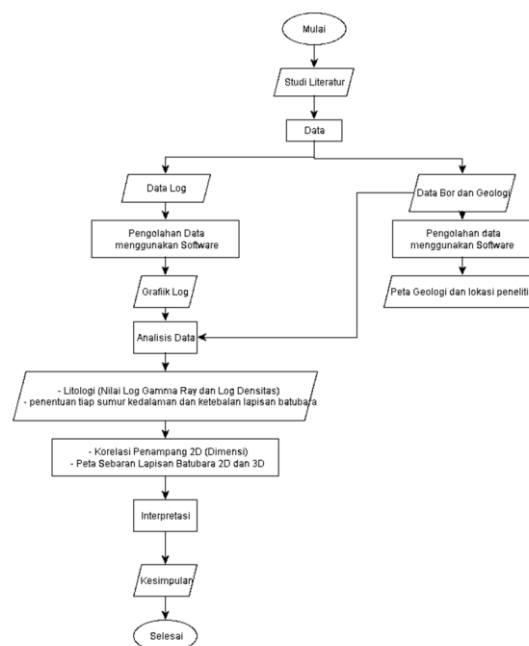 Mulai
Studi Literatur
Data
Data Log
Data Bor dan Geologi
Pengolahan Data
menggunakan Software
Pengolahan data
menggunakan Software
Grafiik Log
Peta Geologi dan lokasi peneliti
Analisis Data
- Litologi (Nilai Log Gamma Ray dan Log Densitas)
- penentuan tiap sumur kedalaman dan ketebalan lapisan batubara
- Korelasi Penampang 2D (Dimensi)
- Peta Sebaran Lapisan Batubara 2D dan 3D
Interpretasi
Kesimpulan
Selesai